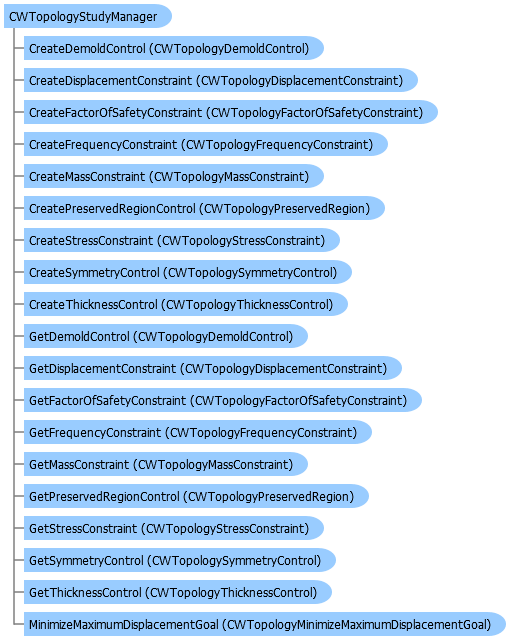 CWTopologyStudyManager
CreateDemoldControl (CWTopologyDemoldControl)
CreateDisplacementConstraint (CWTopologyDisplacementConstraint)
CreateFactorOfSafetyConstraint (CWTopologyFactorOfSafetyConstraint)
CreateFrequencyConstraint (CWTopologyFrequencyConstraint)
CreateMassConstraint (CWTopologyMassConstraint)
CreatePreservedRegionControl (CWTopologyPreservedRegion)
CreateStressConstraint (CWTopologyStressConstraint)
CreateSymmetryControl (CWTopologySymmetryControl)
CreateThicknessControl (CWTopologyThicknessControl)
GetDemoldControl (CWTopologyDemoldControl)
GetDisplacementConstraint (CWTopologyDisplacementConstraint)
GetFactorOfSafetyConstraint (CWTopologyFactorOfSafetyConstraint)
GetFrequencyConstraint (CWTopologyFrequencyConstraint)
GetMassConstraint (CWTopologyMassConstraint)
GetPreservedRegionControl (CWTopologyPreservedRegion)
GetStressConstraint (CWTopologyStressConstraint)
GetSymmetryControl (CWTopologySymmetryControl)
GetThicknessControl (CWTopologyThicknessControl)
MinimizeMaximumDisplacementGoal (CWTopologyMinimizeMaximumDisplacementGoal)